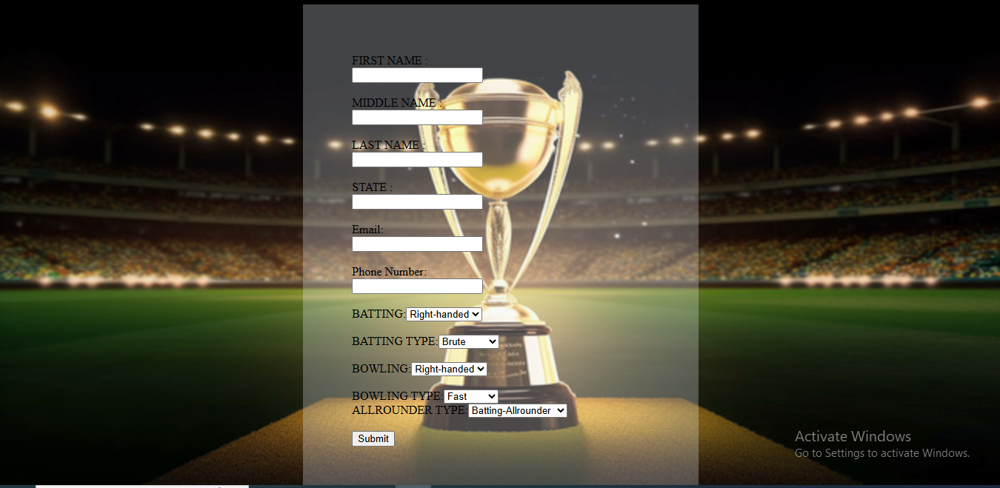 FIRST NAME :
MIDDLE NAME :
LAST NAME :
STATE :
Email:
Phone Number:
BATTING: Right-handed
BATTING TYPE: Brute
BOWLING: Right-handed
BOWLING TYPE: Fast
ALLROUNDER TYPE: Batting-Allrounder
Submit
Activate Windows
Go to Settings to activate Windows.